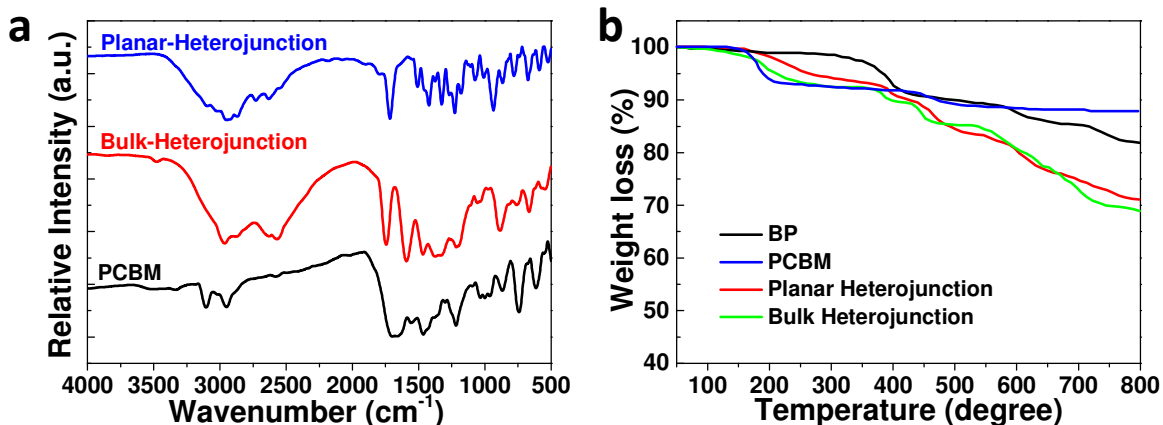 a
Planar-Heterojunction
Bulk-Heterojunction
PCBM
Relative Intensity (a.u.)
4000 3500 3000 2500 2000 1500 1000 500
Wavenumber (cm⁻¹)
b
100
90
80
70
60
50
40
Weight loss (%)
BP
PCBM
Planar Heterojunction
Bulk Heterojunction
100 200 300 400 500 600 700 800
Temperature (degree)